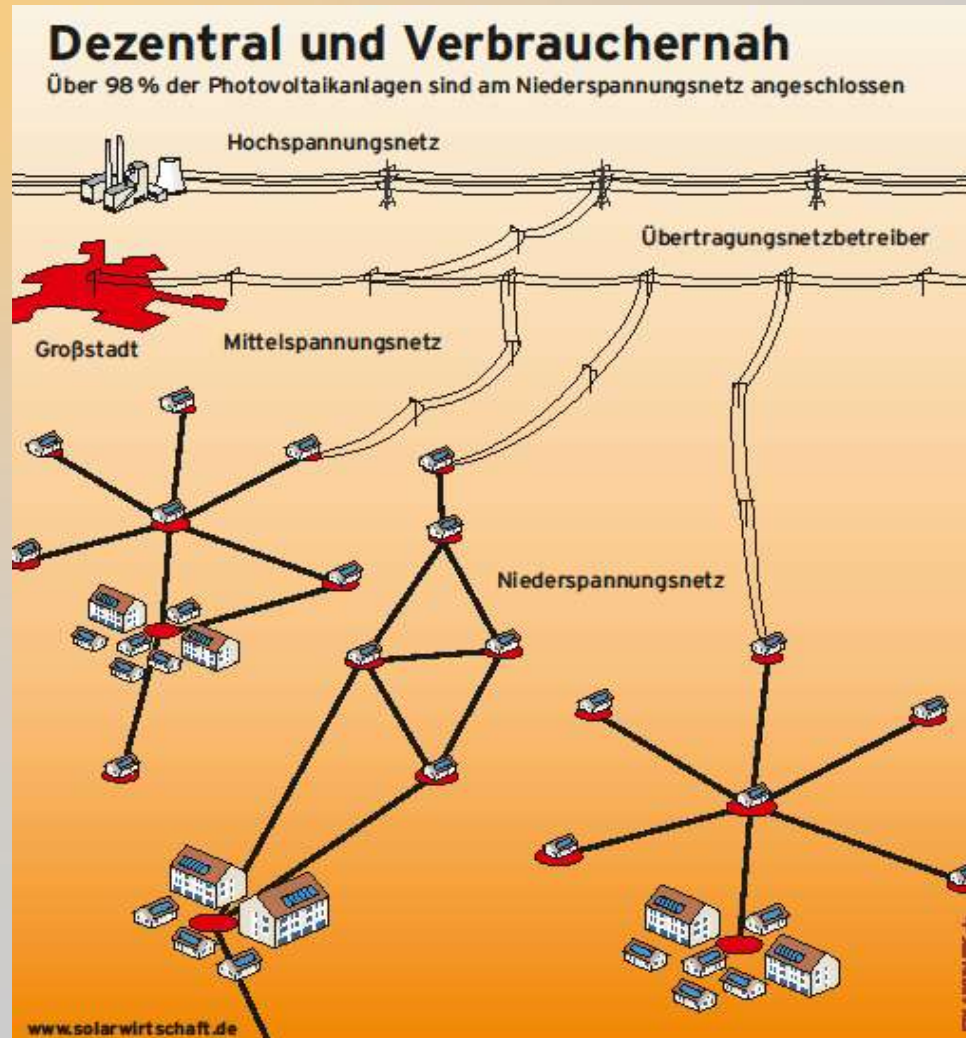 Dezentral und Verbrauchernah
Über 98 % der Photovoltaikanlagen sind am Niederspannungsnetz angeschlossen
Hochspannungsnetz
Übertragungsnetzbetreiber
Großstadt
Mittelspannungsnetz
Niederspannungsnetz
www.solarwirtschaft.de